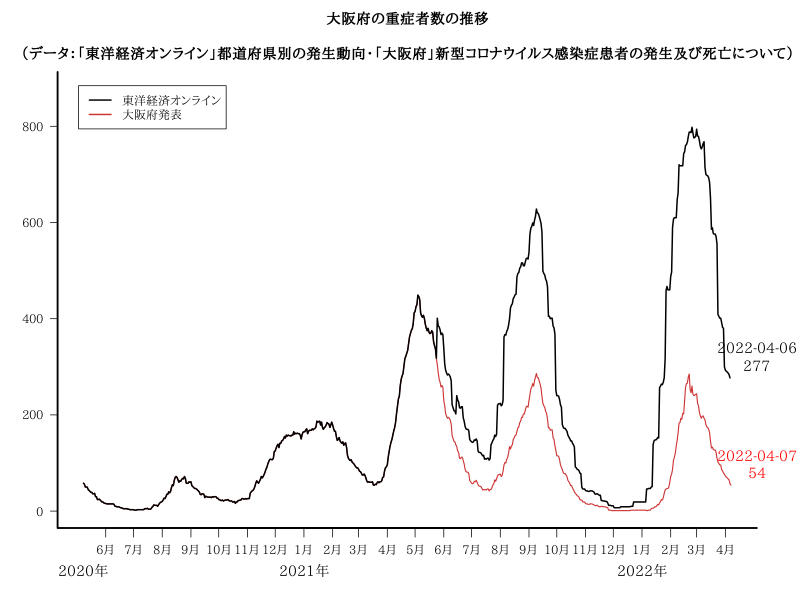 大阪府の重症者数の推移
（データ：「東洋経済オンライン」都道府県別の発生動向・「大阪府」新型コロナウイルス感染症患者の発生及び死亡について）
東洋経済オンライン
大阪府発表
800
600
400
200
0
2022-04-06
277
2022-04-07
54
6月 7月 8月 9月 10月 11月 12月 1月 2月 3月 4月 5月 6月 7月 8月 9月 10月 11月 12月 1月 2月 3月 4月
2020年 2021年 2022年